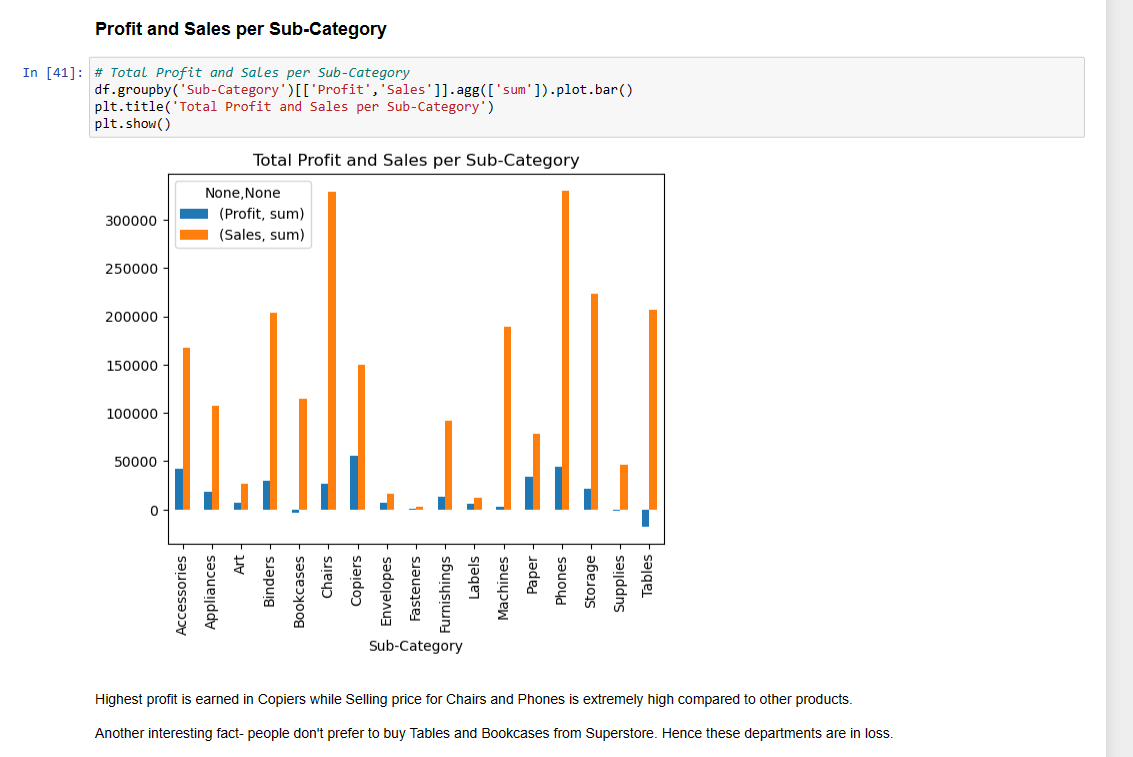 Profit and Sales per Sub-Category
In [41]: # Total Profit and Sales per Sub-Category
df.groupby('Sub-Category')[['Profit','Sales']].agg(['sum']).plot.bar()
plt.title('Total Profit and Sales per Sub-Category')
plt.show()
Total Profit and Sales per Sub-Category
None,None
(Profit, sum)
(Sales, sum)
300000
250000
200000
150000
100000
50000
0
Accessories
Appliances
Art
Binders
Bookcases
Chairs
Copiers
Envelopes
Fasteners
Furnishings
Labels
Machines
Paper
Phones
Storage
Supplies
Tables
Sub-Category
Highest profit is earned in Copiers while Selling price for Chairs and Phones is extremely high compared to other products.
Another interesting fact- people don't prefer to buy Tables and Bookcases from Superstore. Hence these departments are in loss.